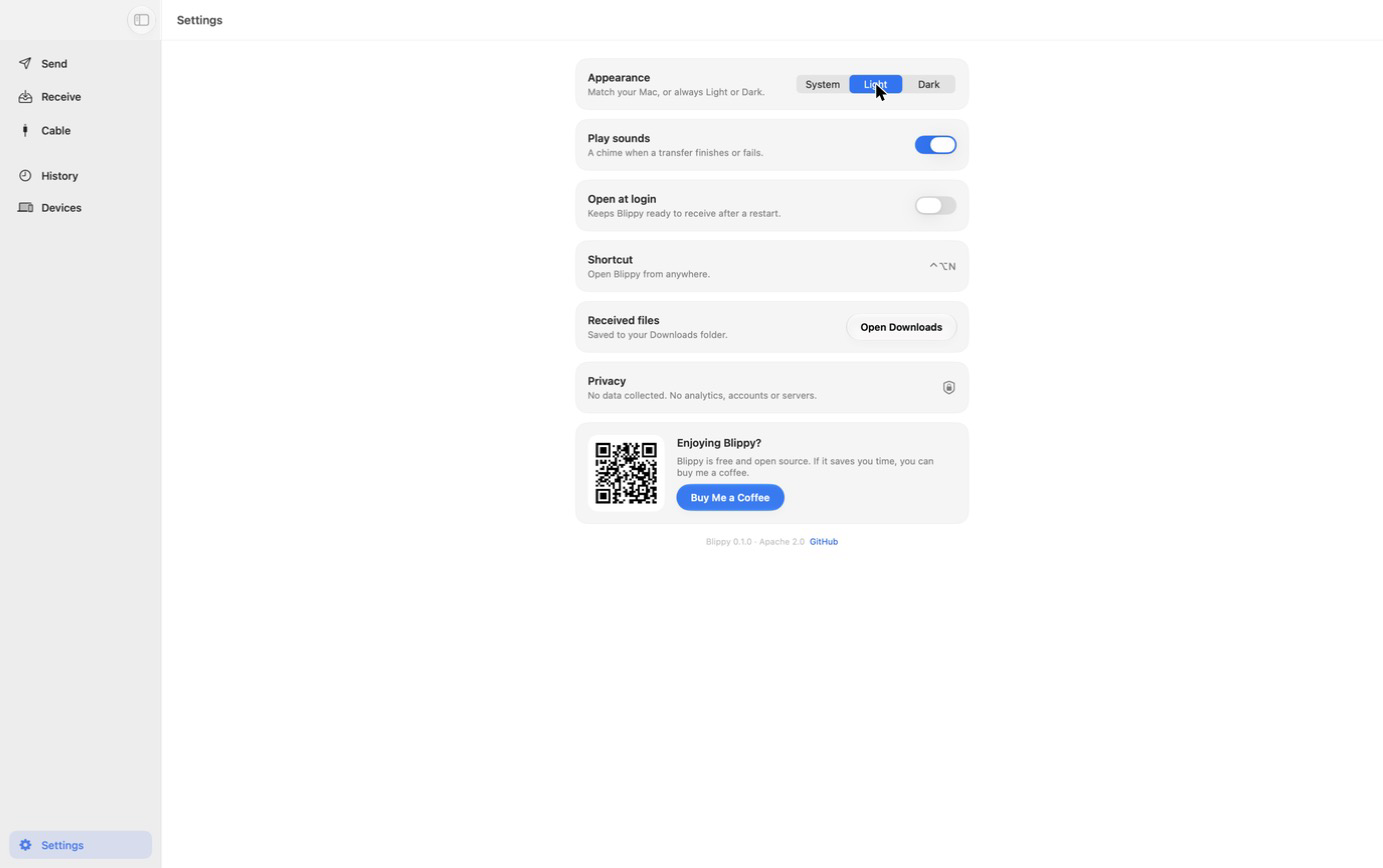 Settings
Send
Receive
Cable
History
Devices
Settings
Appearance
Match your Mac, or always Light or Dark.
System Light Dark
Play sounds
A chime when a transfer finishes or fails.
Open at login
Keeps Blippy ready to receive after a restart.
Shortcut
Open Blippy from anywhere.
^⌥N
Received files
Saved to your Downloads folder.
Open Downloads
Privacy
No data collected. No analytics, accounts or servers.
Enjoying Blippy?
Blippy is free and open source. If it saves you time, you can
buy me a coffee.
Buy Me a Coffee
Blippy 0.1.0 · Apache 2.0 GitHub